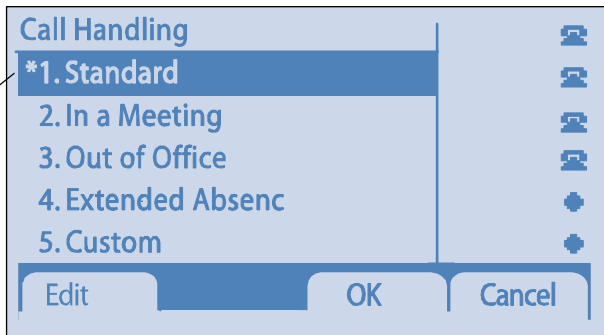 Call Handling
*1. Standard
2. In a Meeting
3. Out of Office
4. Extended Absenc
5. Custom
Edit OK Cancel